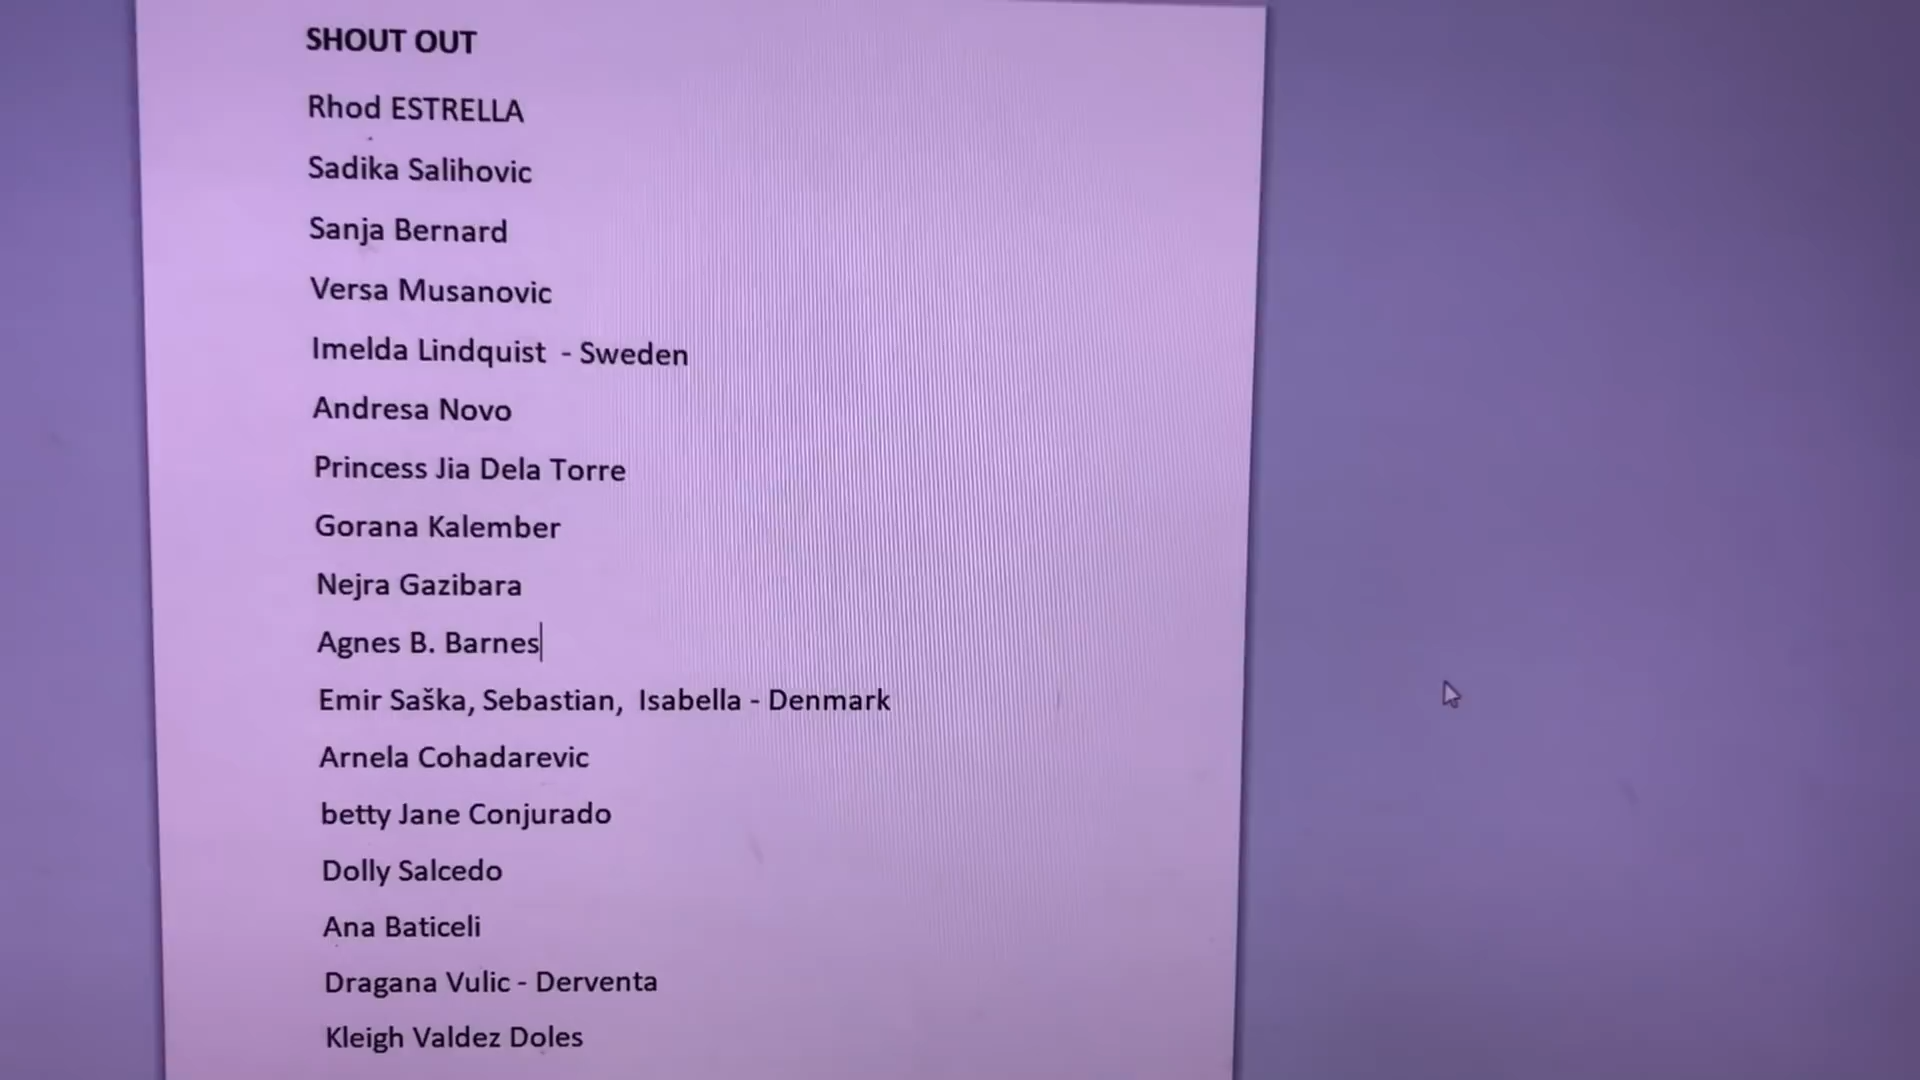 SHOUT OUT
Rhod ESTRELLA
Sadika Salihovic
Sanja Bernard
Versa Musanovic
Imelda Lindquist  - Sweden
Andresa Novo
Princess Jia Dela Torre
Gorana Kalember
Nejra Gazibara
Agnes B. Barnes
Emir Saška, Sebastian,  Isabella - Denmark
Arnela Cohadarevic
betty Jane Conjurado
Dolly Salcedo
Ana Baticeli
Dragana Vulic - Derventa
Kleigh Valdez Doles